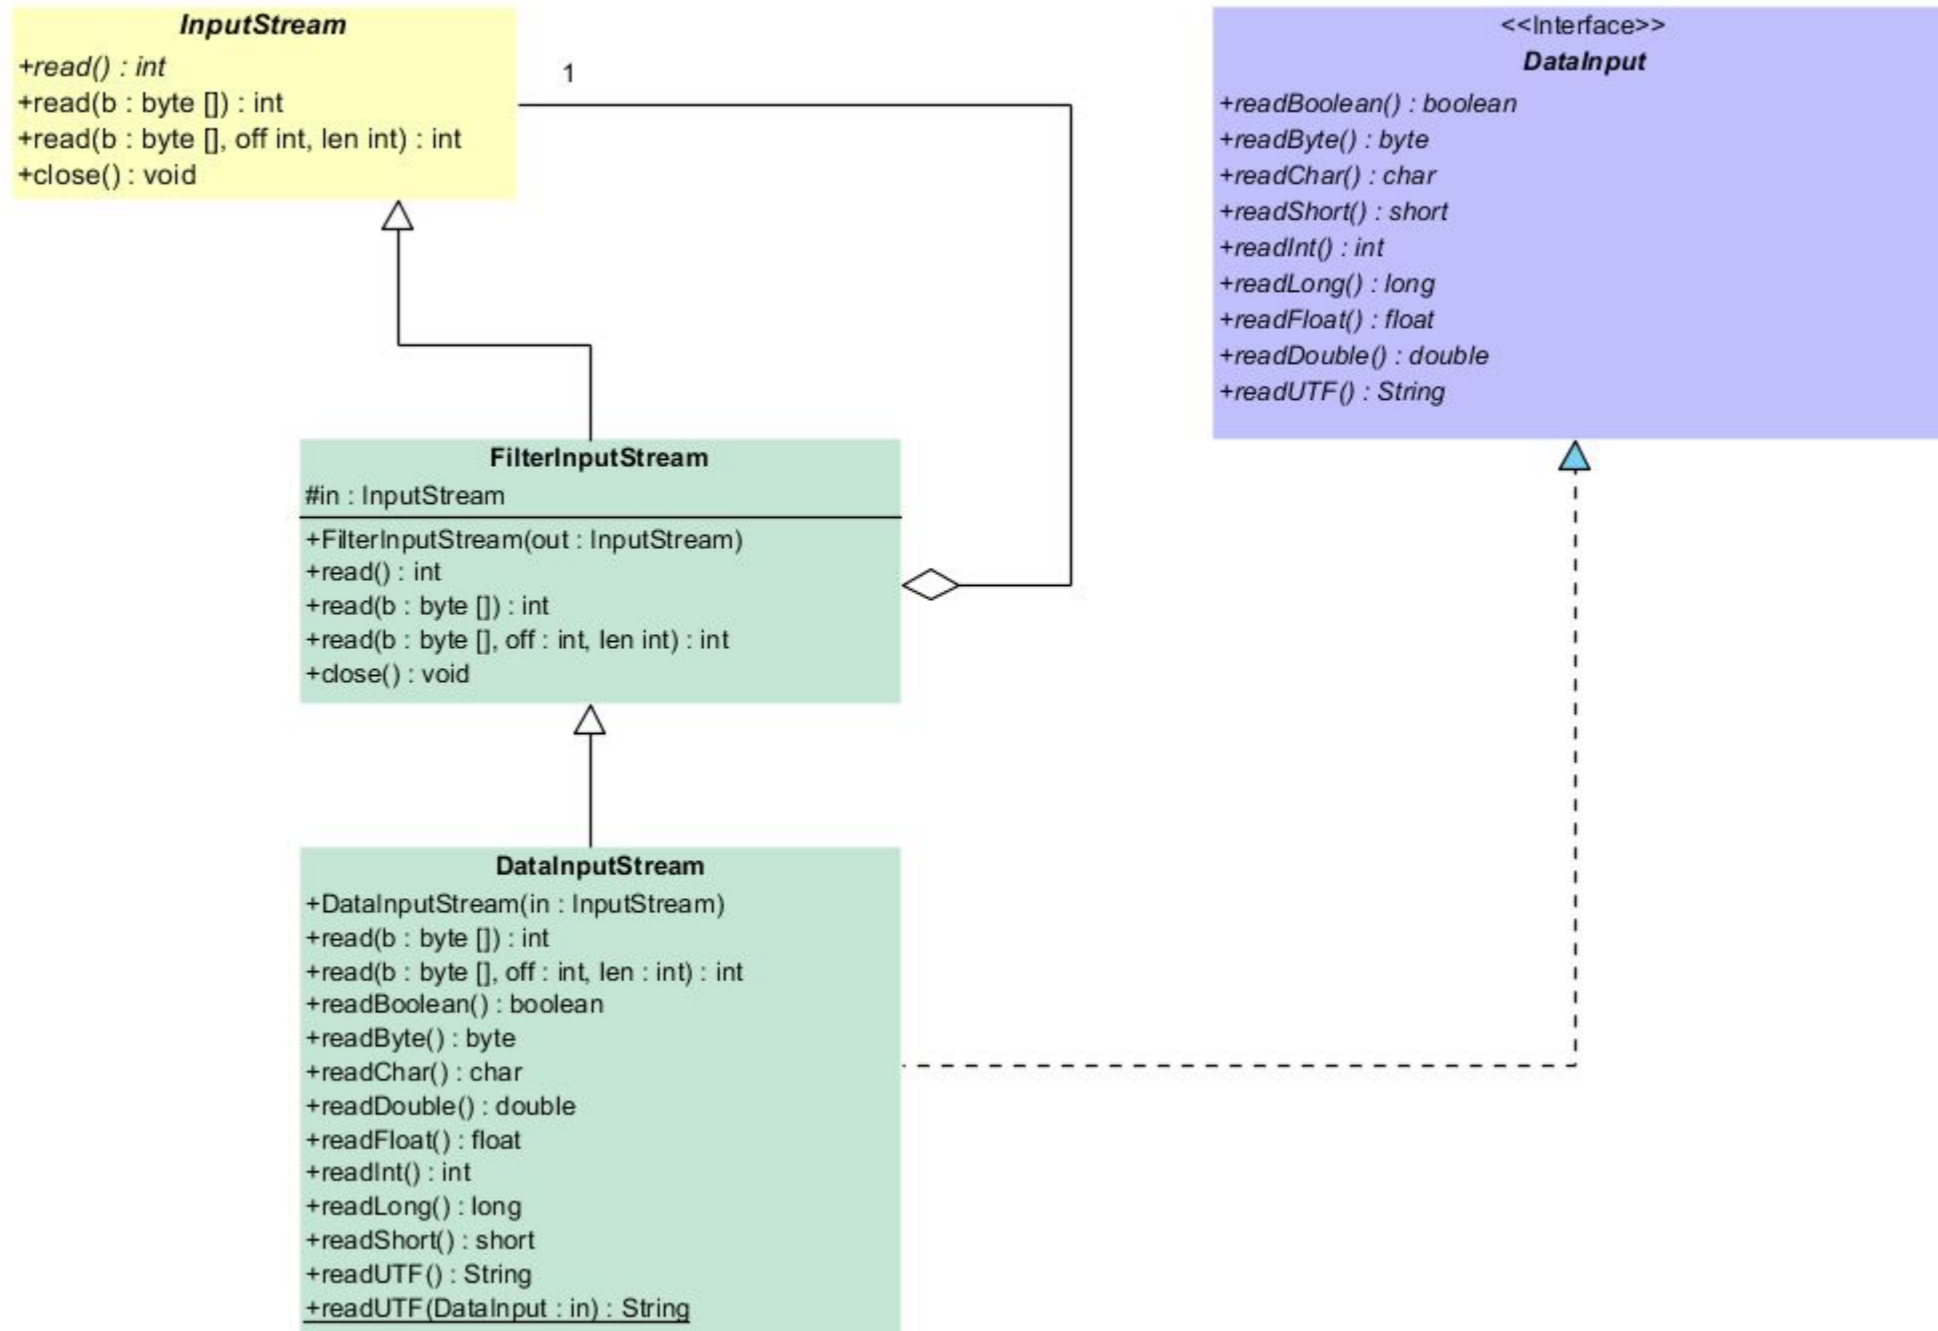 InputStream
+read() : int
+read(b : byte []) : int
+read(b : byte [], off int, len int) : int
+close() : void
1
<<Interface>>
DataInput
+readBoolean() : boolean
+readByte() : byte
+readChar() : char
+readShort() : short
+readInt() : int
+readLong() : long
+readFloat() : float
+readDouble() : double
+readUTF() : String
FilterInputStream
#in : InputStream
+FilterInputStream(out : InputStream)
+read() : int
+read(b : byte []) : int
+read(b : byte [], off : int, len int) : int
+close() : void
DataInputStream
+DataInputStream(in : InputStream)
+read(b : byte []) : int
+read(b : byte [], off : int, len : int) : int
+readBoolean() : boolean
+readByte() : byte
+readChar() : char
+readDouble() : double
+readFloat() : float
+readInt() : int
+readLong() : long
+readShort() : short
+readUTF() : String
+readUTF(DataInput : in) : String